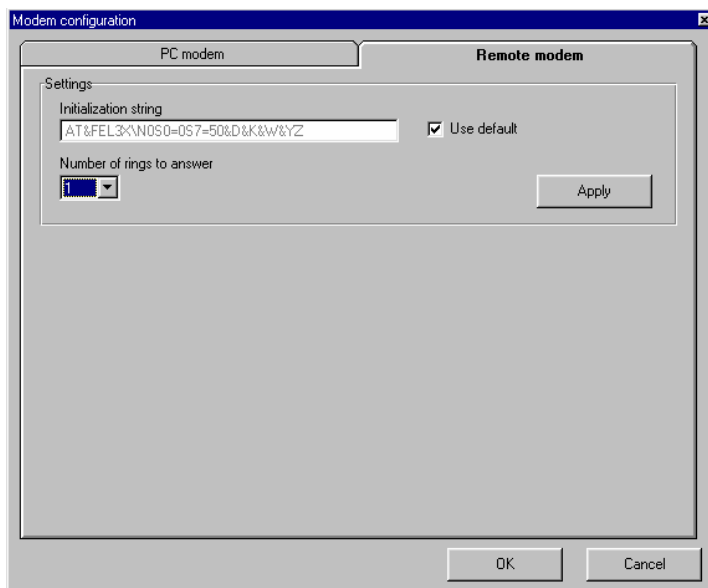 Modem configuration
PC modem
Remote modem
Settings
Initialization string
AT&FEL3X\N0S0=0S7=50&D&K&W&YZ
Use default
Number of rings to answer
1
Apply
OK
Cancel